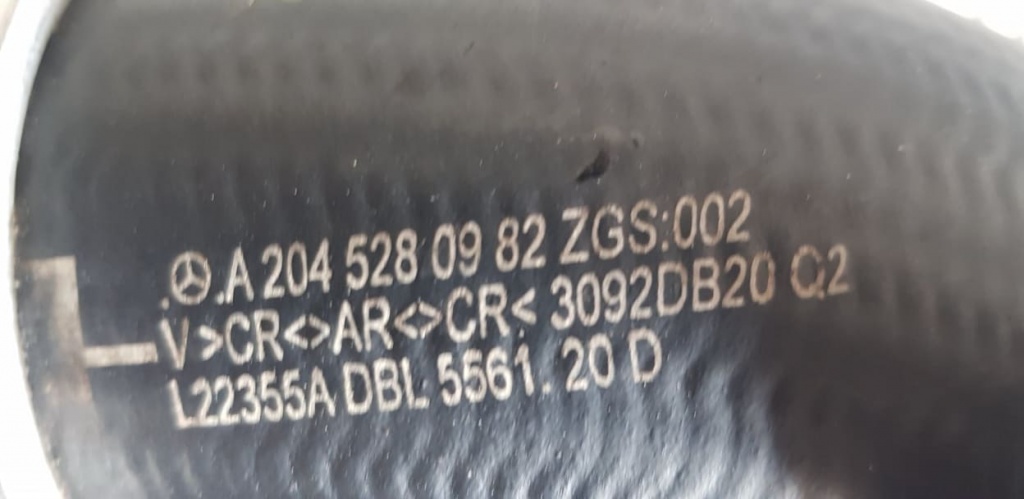 .A 204 528 09 82 ZGS:002
V>CR<>AR<>CR< 3092DB20 Q2
L22355A DBL 5561. 20 D